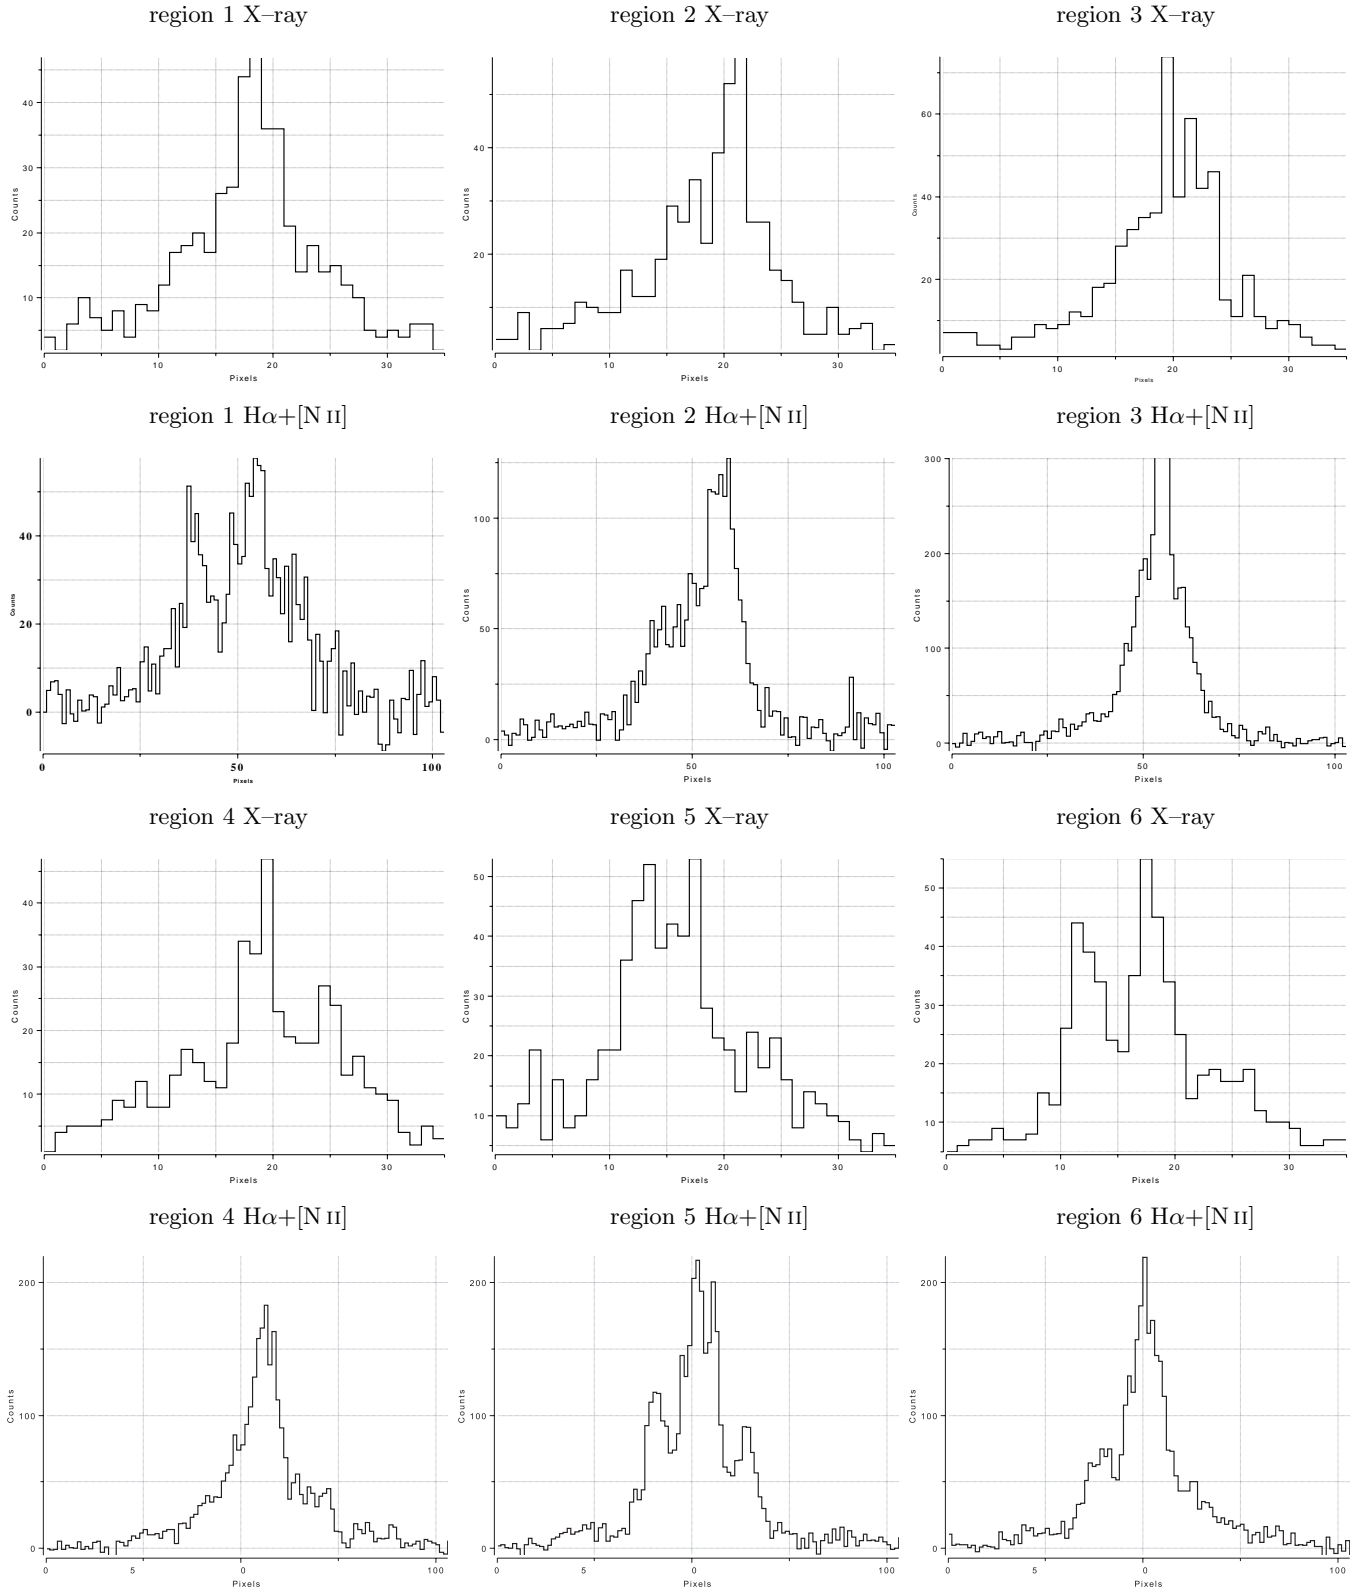 region 1 X–ray
region 2 X–ray
region 3 X–ray
40
30
20
10
Counts
0 10 20 30
Pixels
40
20
Counts
0 10 20 30
Pixels
60
40
20
Counts
0 10 20 30
Pixels
region 1 Hα+[N II]
region 2 Hα+[N II]
region 3 Hα+[N II]
40
20
0
Counts
0 50 100
Pixels
100
50
0
Counts
0 50 100
Pixels
300
200
100
0
Counts
0 50 100
Pixels
region 4 X–ray
region 5 X–ray
region 6 X–ray
40
30
20
10
Counts
0 10 20 30
Pixels
50
40
30
20
10
Counts
0 10 20 30
Pixels
50
40
30
20
10
Counts
0 10 20 30
Pixels
region 4 Hα+[N II]
region 5 Hα+[N II]
region 6 Hα+[N II]
200
100
0
Counts
0 5 0 100
Pixels
200
100
0
Counts
0 5 0 100
Pixels
200
100
0
Counts
0 5 0 100
Pixels